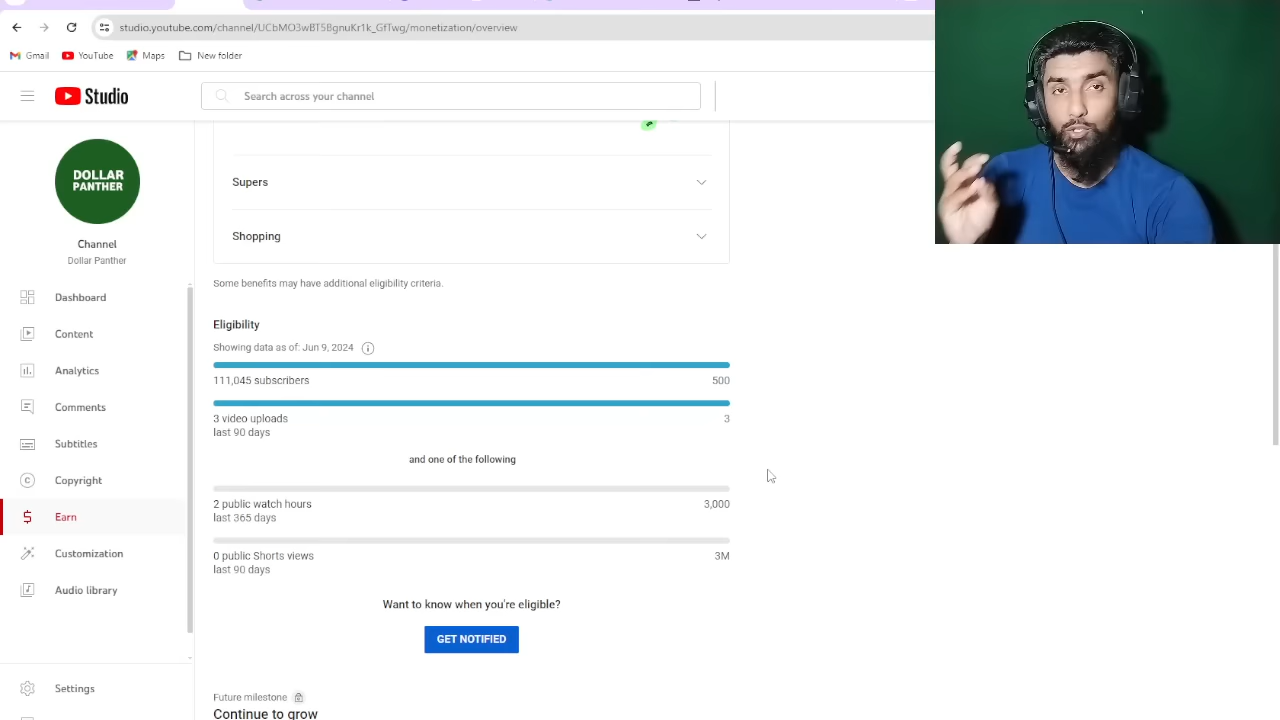 studio.youtube.com/channel/UCbMO3wBT5BgnuKr1k_GfTwg/monetization/overview
Gmail
YouTube
Maps
New folder
Studio
Search across your channel
DOLLAR
PANTHER
Channel
Dollar Panther
Dashboard
Content
Analytics
Comments
Subtitles
Copyright
Earn
Customization
Audio library
Settings
Supers
Shopping
Some benefits may have additional eligibility criteria.
Eligibility
Showing data as of: Jun 9, 2024
111,045 subscribers 500
3 video uploads 3
last 90 days
and one of the following
2 public watch hours 3,000
last 365 days
0 public Shorts views 3M
last 90 days
Want to know when you're eligible?
GET NOTIFIED
Future milestone
Continue to grow